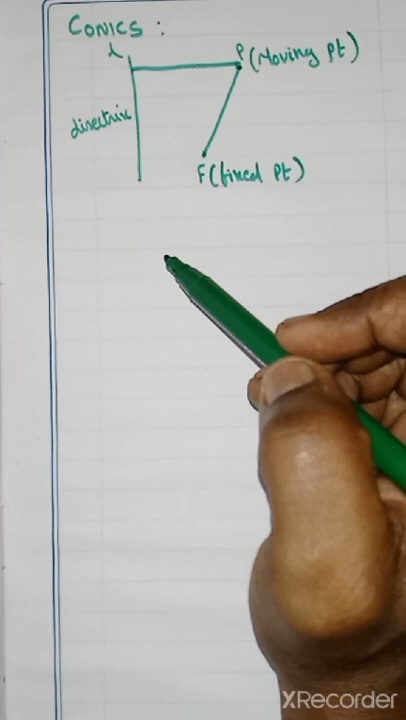 CONICS :
P (Moving Pt)
directrix
F (fixed Pt)
XRecorder